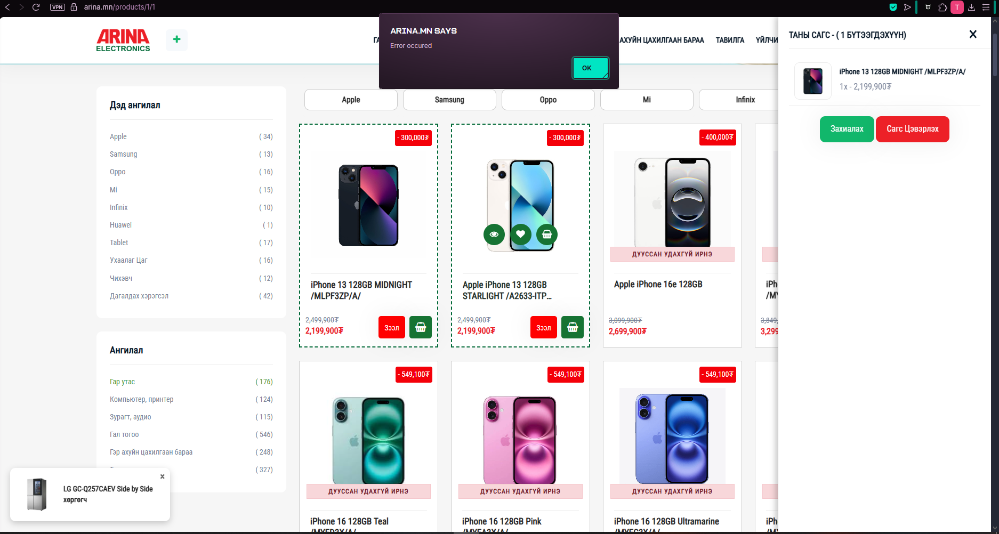 VPN
arina.mn/products/1/1
T
ARINA
ELECTRONICS
ГА
АХУЙН ЦАХИЛГААН БАРАА
ТАВИЛГА
ҮЙЛЧИ
ARINA.MN SAYS
Error occured
OK
ТАНЫ САГС - ( 1 БҮТЭЭГДЭХҮҮН)
iPhone 13 128GB MIDNIGHT /MLPF3ZP/A/
1x - 2,199,900₮
Захиалах
Сагс Цэвэрлэх
Дэд ангилал
Apple ( 34)
Samsung ( 13)
Oppo ( 16)
Mi ( 15)
Infinix ( 10)
Huawei ( 1)
Tablet ( 17)
Ухаалаг Цаг ( 16)
Чихэвч ( 12)
Дагалдах хэрэгсэл ( 42)
Ангилал
Гар утас ( 176)
Компьютер, принтер ( 124)
Зурагт, аудио ( 115)
Гал тогоо ( 546)
Гэр ахуйн цахилгаан бараа ( 248)
( 327)
LG GC-Q257CAEV Side by Side
хөргөгч
Apple
Samsung
Oppo
Mi
Infinix
- 300,000₮
iPhone 13 128GB MIDNIGHT
/MLPF3ZP/A/
2,499,900₮
2,199,900₮
Зээл
- 300,000₮
Apple iPhone 13 128GB
STARLIGHT /A2633-ITP...
2,499,900₮
2,199,900₮
Зээл
- 400,000₮
ДУУССАН УДАХГҮЙ ИРНЭ
Apple iPhone 16e 128GB
3,099,900₮
2,699,900₮
iPh
/MY
3,849,
3,299
- 549,100₮
ДУУССАН УДАХГҮЙ ИРНЭ
iPhone 16 128GB Teal
- 549,100₮
ДУУССАН УДАХГҮЙ ИРНЭ
iPhone 16 128GB Pink
- 549,100₮
ДУУССАН УДАХГҮЙ ИРНЭ
iPhone 16 128GB Ultramarine
iPh